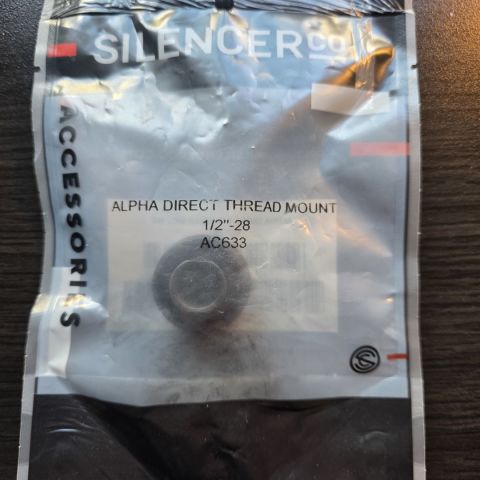 SILENCERCO
ACCESSORIES
ALPHA DIRECT THREAD MOUNT
1/2"-28
AC633